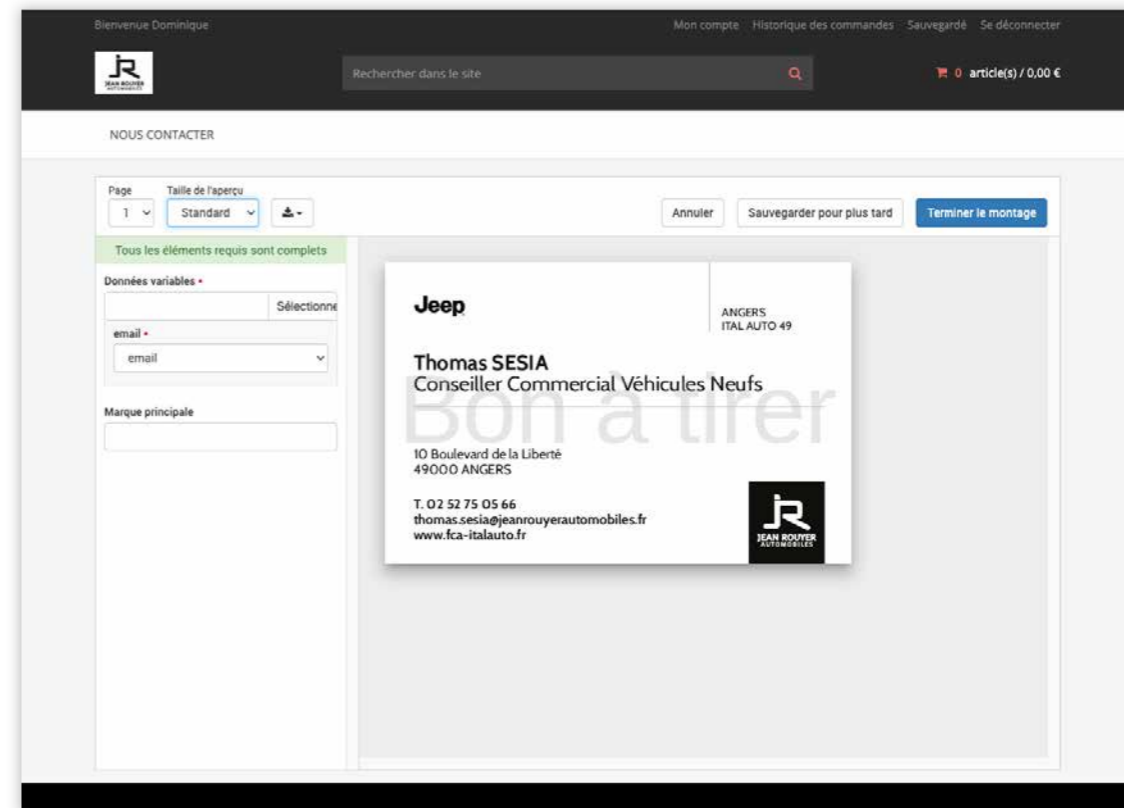 Bienvenue Dominique
Mon compte Historique des commandes Sauvegardé Se déconnecter
JR
JEAN ROUYER
AUTOMOBILES
Rechercher dans le site
0 article(s) / 0,00 €
NOUS CONTACTER
Page Taille de l'aperçu
1 Standard
Annuler Sauvegarder pour plus tard Terminer le montage
Tous les éléments requis sont complets
Données variables •
Sélectionne
email •
email
Marque principale
Jeep
ANGERS
ITAL AUTO 49
Thomas SESIA
Conseiller Commercial Véhicules Neufs
Bon à tirer
10 Boulevard de la Liberté
49000 ANGERS
T. 02 52 75 05 66
thomas.sesia@jeanrouyerautomobiles.fr
www.fca-italauto.fr
JR
JEAN ROUYER
AUTOMOBILES